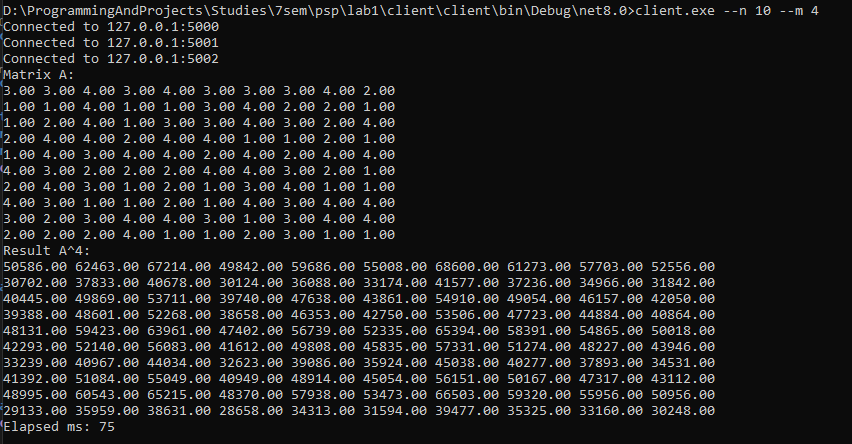 D:\ProgrammingAndProjects\Studies\7sem\psp\lab1\client\client\bin\Debug\net8.0>client.exe --n 10 --m 4
Connected to 127.0.0.1:5000
Connected to 127.0.0.1:5001
Connected to 127.0.0.1:5002
Matrix A:
3.00 3.00 4.00 3.00 4.00 3.00 3.00 3.00 4.00 2.00
1.00 1.00 4.00 1.00 1.00 3.00 4.00 2.00 2.00 1.00
1.00 2.00 4.00 1.00 3.00 3.00 4.00 3.00 2.00 4.00
2.00 4.00 4.00 2.00 4.00 4.00 1.00 1.00 2.00 1.00
1.00 4.00 3.00 4.00 4.00 2.00 4.00 2.00 4.00 4.00
4.00 3.00 2.00 2.00 4.00 2.00 2.00 4.00 1.00 1.00
2.00 4.00 3.00 1.00 2.00 1.00 3.00 4.00 1.00 1.00
4.00 3.00 1.00 1.00 2.00 4.00 3.00 3.00 4.00 4.00
3.00 2.00 3.00 4.00 4.00 3.00 1.00 3.00 4.00 4.00
2.00 2.00 2.00 4.00 1.00 1.00 2.00 3.00 1.00 1.00
Result A^4:
50586.00 62463.00 67214.00 49842.00 59686.00 55008.00 68600.00 61273.00 57703.00 52556.00
30702.00 37833.00 40678.00 30124.00 36088.00 33174.00 41577.00 37236.00 34966.00 31842.00
40445.00 49869.00 53711.00 39740.00 47638.00 43861.00 54910.00 49054.00 46157.00 42050.00
39388.00 48601.00 52268.00 38658.00 46353.00 42750.00 53506.00 47723.00 44884.00 40864.00
48131.00 59423.00 63961.00 47402.00 56739.00 52335.00 65394.00 58391.00 54865.00 50018.00
42293.00 52140.00 56083.00 41612.00 49808.00 45835.00 57331.00 51274.00 48227.00 43946.00
33239.00 40967.00 44034.00 32623.00 39086.00 35924.00 45038.00 40277.00 37893.00 34531.00
41392.00 51084.00 55049.00 40949.00 48914.00 45054.00 56151.00 50167.00 47317.00 43112.00
48995.00 60543.00 65215.00 48370.00 57938.00 53473.00 66503.00 59320.00 55956.00 50956.00
29133.00 35959.00 38631.00 28658.00 34313.00 31594.00 39477.00 35325.00 33160.00 30248.00
Elapsed ms: 75